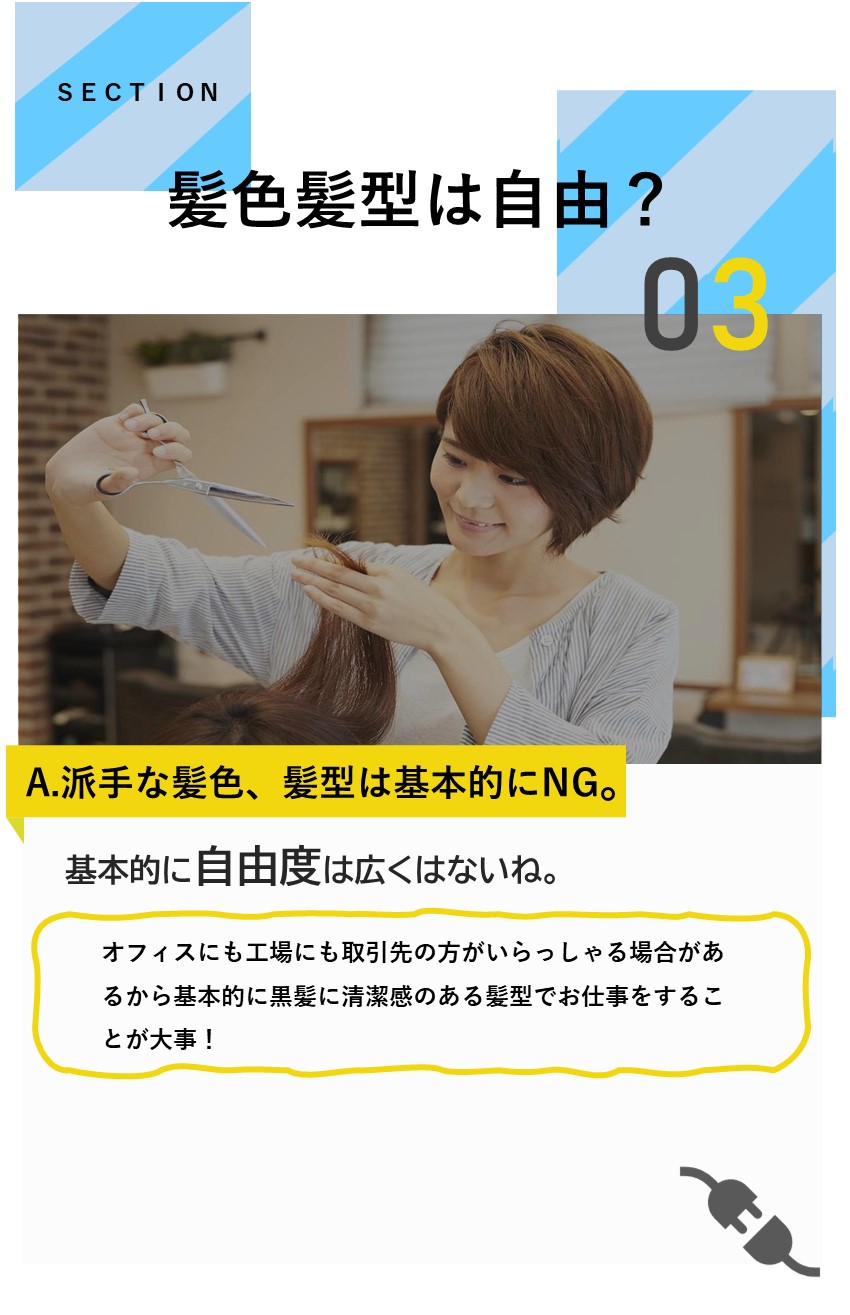 SECTION
髪色髪型は自由？
03
A.派手な髪色、髪型は基本的にNG。
基本的に自由度は広くはないね。
オフィスにも工場にも取引先の方がいらっしゃる場合があ
るから基本的に黒髪に清潔感のある髪型でお仕事をするこ
とが大事！